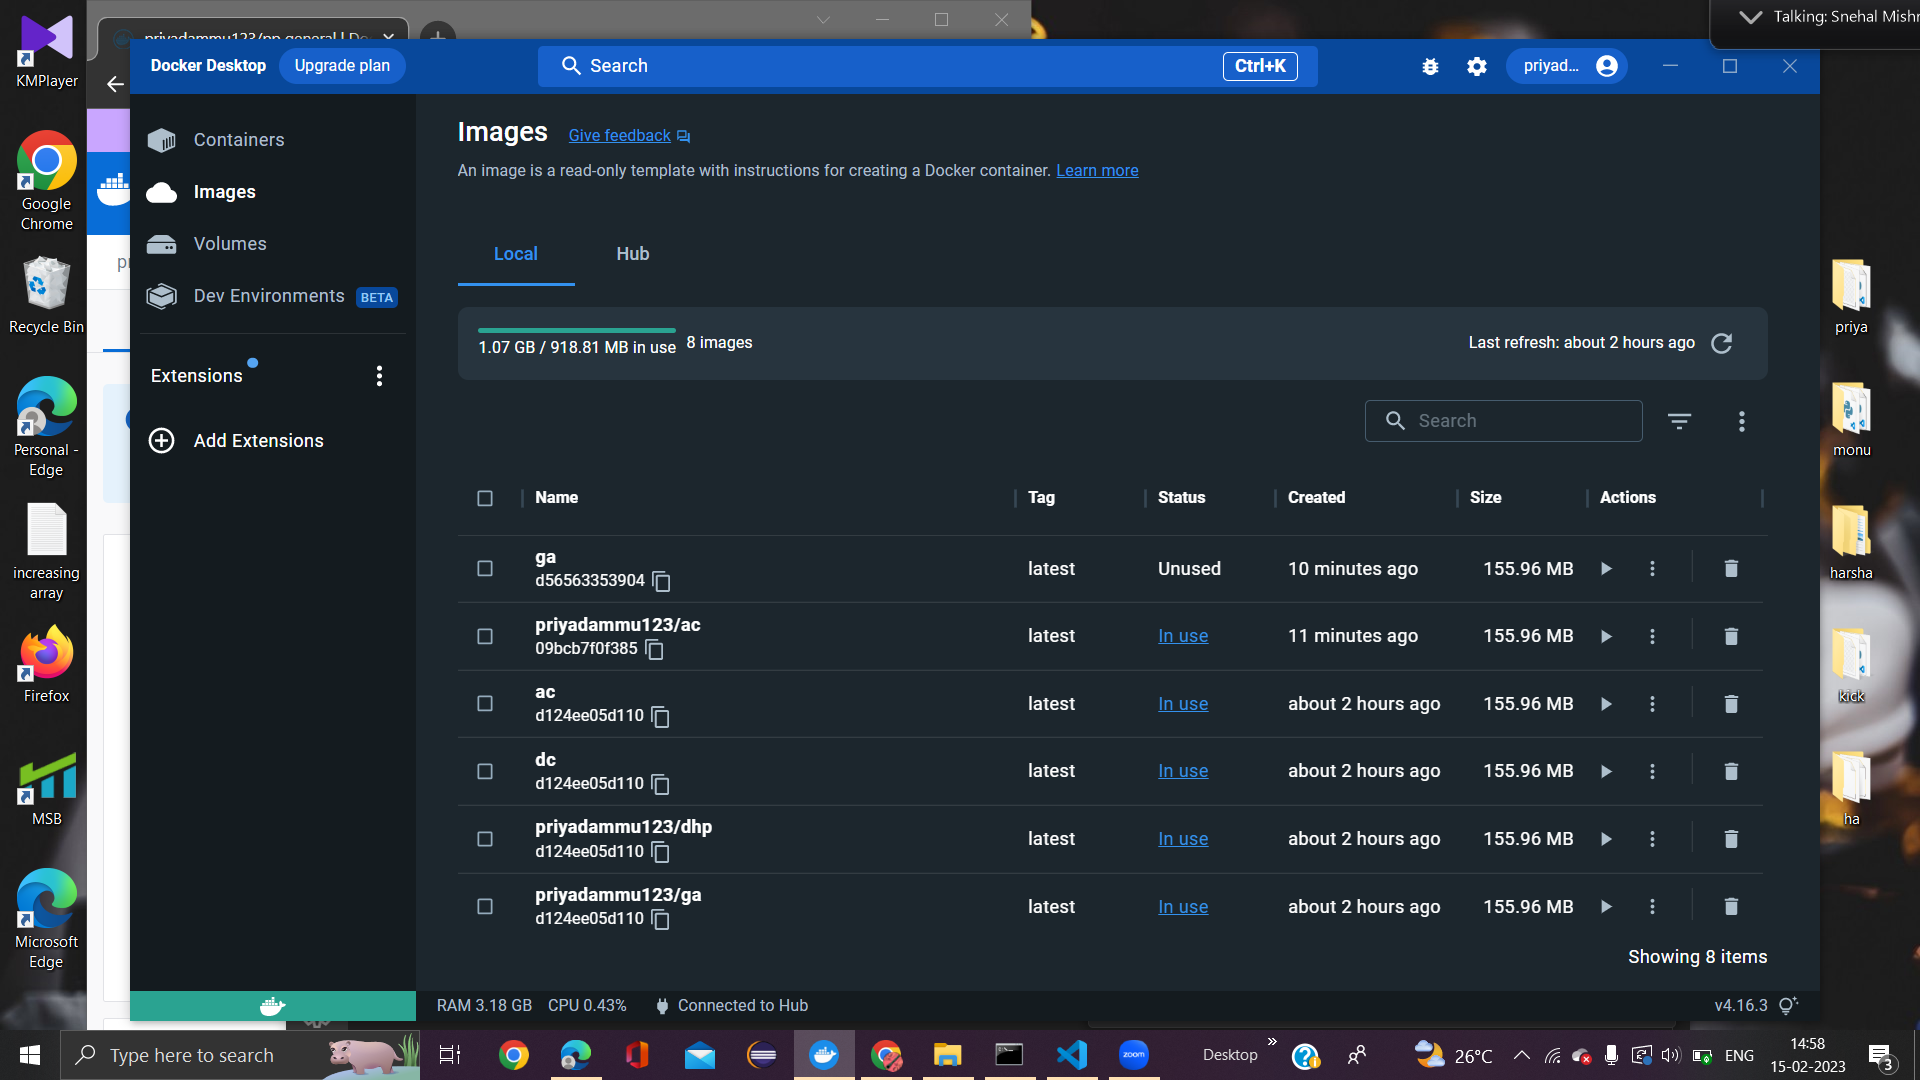 Talking: Snehal Mishr
KMPlayer
Google
Chrome
Recycle Bin
Personal -
Edge
increasing
array
Firefox
MSB
Microsoft
Edge
priya
monu
harsha
kick
ha
Docker Desktop
Upgrade plan
Search
Ctrl+K
priyad...
Containers
Images
Volumes
Dev Environments BETA
Extensions
Add Extensions
Images Give feedback
An image is a read-only template with instructions for creating a Docker container. Learn more
Local Hub
1.07 GB / 918.81 MB in use 8 images
Last refresh: about 2 hours ago
Search
Name Tag Status Created Size Actions
ga
d56563353904
latest Unused 10 minutes ago 155.96 MB
priyadammu123/ac
09bcb7f0f385
latest In use 11 minutes ago 155.96 MB
ac
d124ee05d110
latest In use about 2 hours ago 155.96 MB
dc
d124ee05d110
latest In use about 2 hours ago 155.96 MB
priyadammu123/dhp
d124ee05d110
latest In use about 2 hours ago 155.96 MB
priyadammu123/ga
d124ee05d110
latest In use about 2 hours ago 155.96 MB
Showing 8 items
RAM 3.18 GB CPU 0.43% Connected to Hub
v4.16.3
Type here to search
zoom
Desktop
26°C
ENG
14:58
15-02-2023
3